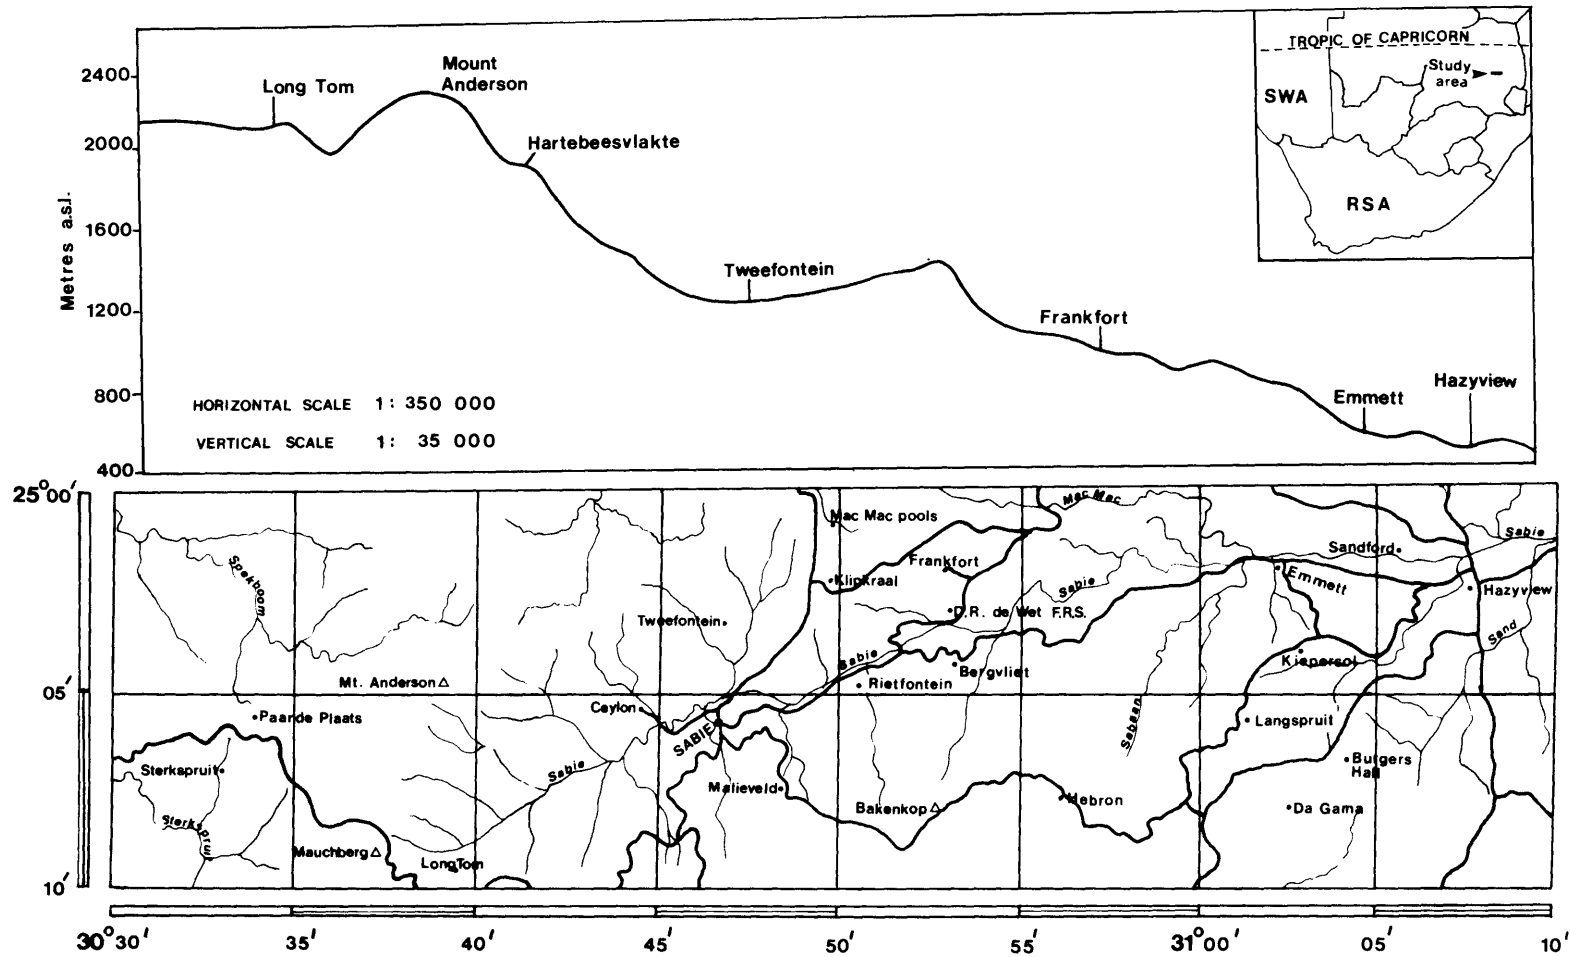 2400
2000
1600
1200
800
400
Metres a.s.l.
Long Tom
Mount
Anderson
Hartebeesvlakte
Tweefontein
Frankfort
Emmett
Hazyview
HORIZONTAL SCALE 1: 350 000
VERTICAL SCALE 1: 35 000
TROPIC OF CAPRICORN
Study
area
SWA
RSA
25°00'
05'
10'
Mac Mac pools
Mac Mac
Sabie
Sandford
Frankfort
Klipkraal
Emmett
Hazyview
Spekboom
Sabie
D.R. de Wet F.R.S.
Tweefontein
Sand
Sabie
Kiepersol
Bergvliet
Mt. Anderson
Rietfontein
Ceylon
Paarde Plaats
SABIE
Sabaan
Langspruit
Sterkspruit
Sabie
Burgers
Hall
Malieveld
Hebron
Bakenkop
Da Gama
Sterkspruit
Mauchberg
Long Tom
30°30'
35'
40'
45'
50'
55'
31°00'
05'
10'